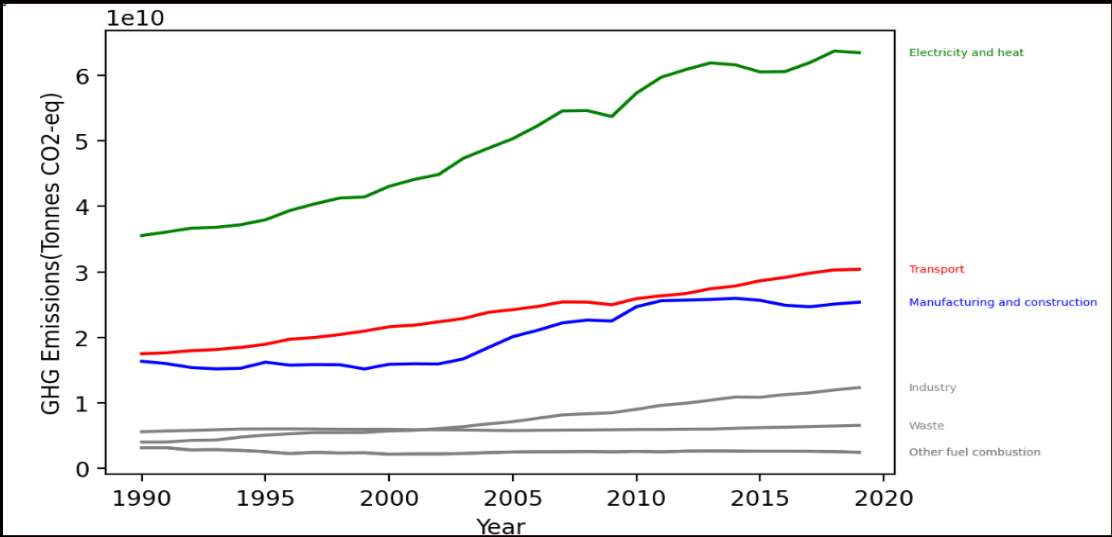 1e10
GHG Emissions(Tonnes CO2-eq)
6
5
4
3
2
1
0
1990
1995
2000
2005
2010
2015
2020
Year
Electricity and heat
Transport
Manufacturing and construction
Industry
Waste
Other fuel combustion